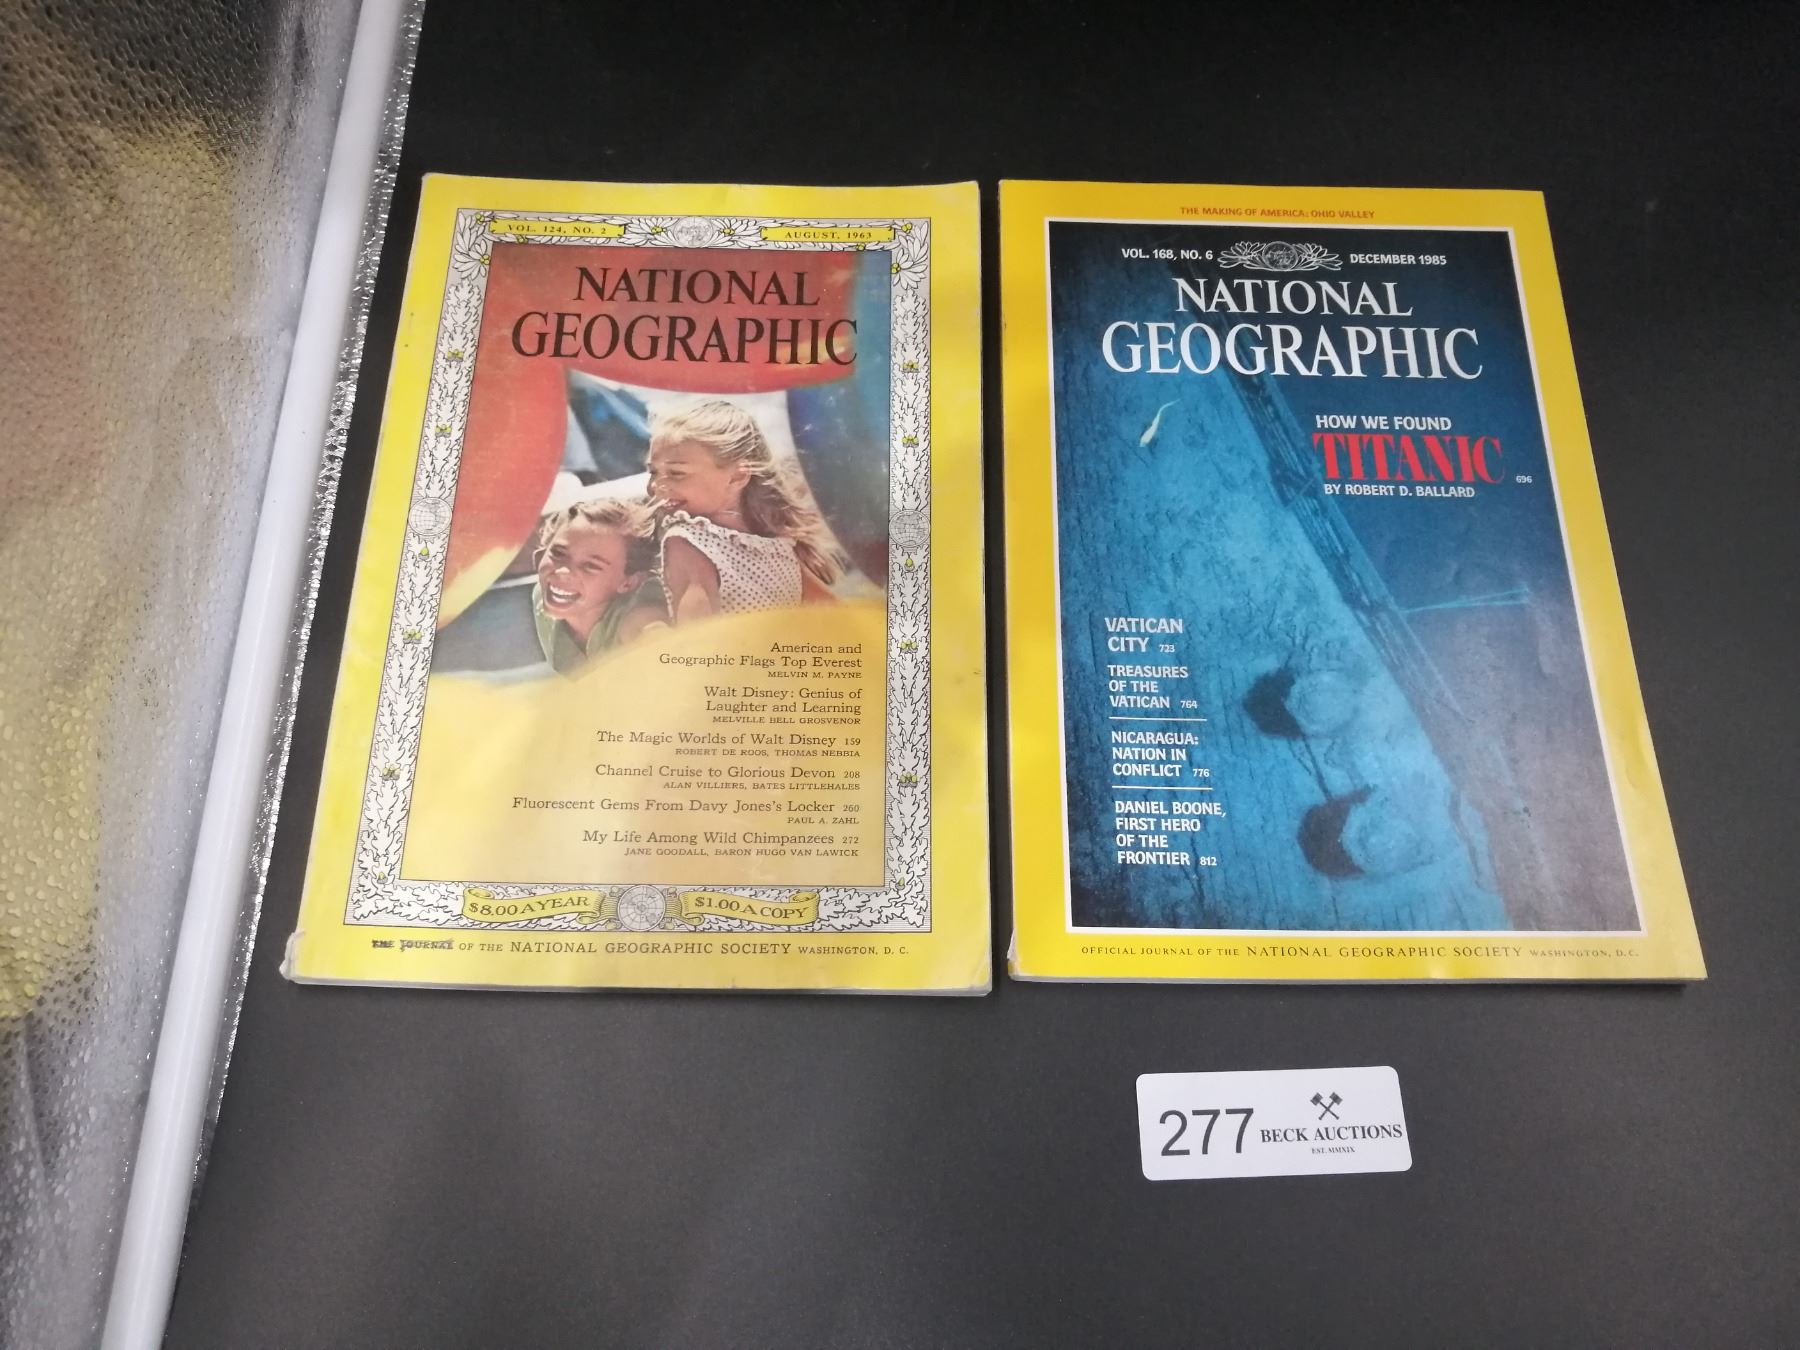 VOL. 124, NO. 2
AUGUST, 1963
NATIONAL
GEOGRAPHIC
American and
Geographic Flags Top Everest
MELVIN M. PAYNE
Walt Disney: Genius of
Laughter and Learning
MELVILLE BELL GROSVENOR
The Magic Worlds of Walt Disney 159
ROBERT DE ROOS, THOMAS NEBBIA
Channel Cruise to Glorious Devon 208
ALAN VILLIERS, BATES LITTLEHALES
Fluorescent Gems From Davy Jones's Locker 260
PAUL A. ZAHL
My Life Among Wild Chimpanzees 272
JANE GOODALL, BARON HUGO VAN LAWICK
$8.00 A YEAR
$1.00 A COPY
THE JOURNAL OF THE NATIONAL GEOGRAPHIC SOCIETY WASHINGTON, D. C.
THE MAKING OF AMERICA: OHIO VALLEY
VOL. 168, NO. 6
DECEMBER 1985
NATIONAL
GEOGRAPHIC
HOW WE FOUND
TITANIC 696
BY ROBERT D. BALLARD
VATICAN
CITY 723
TREASURES
OF THE
VATICAN 764
NICARAGUA:
NATION IN
CONFLICT 776
DANIEL BOONE,
FIRST HERO
OF THE
FRONTIER 812
OFFICIAL JOURNAL OF THE NATIONAL GEOGRAPHIC SOCIETY WASHINGTON, D.C.
277
BECK AUCTIONS
EST. MMXIX